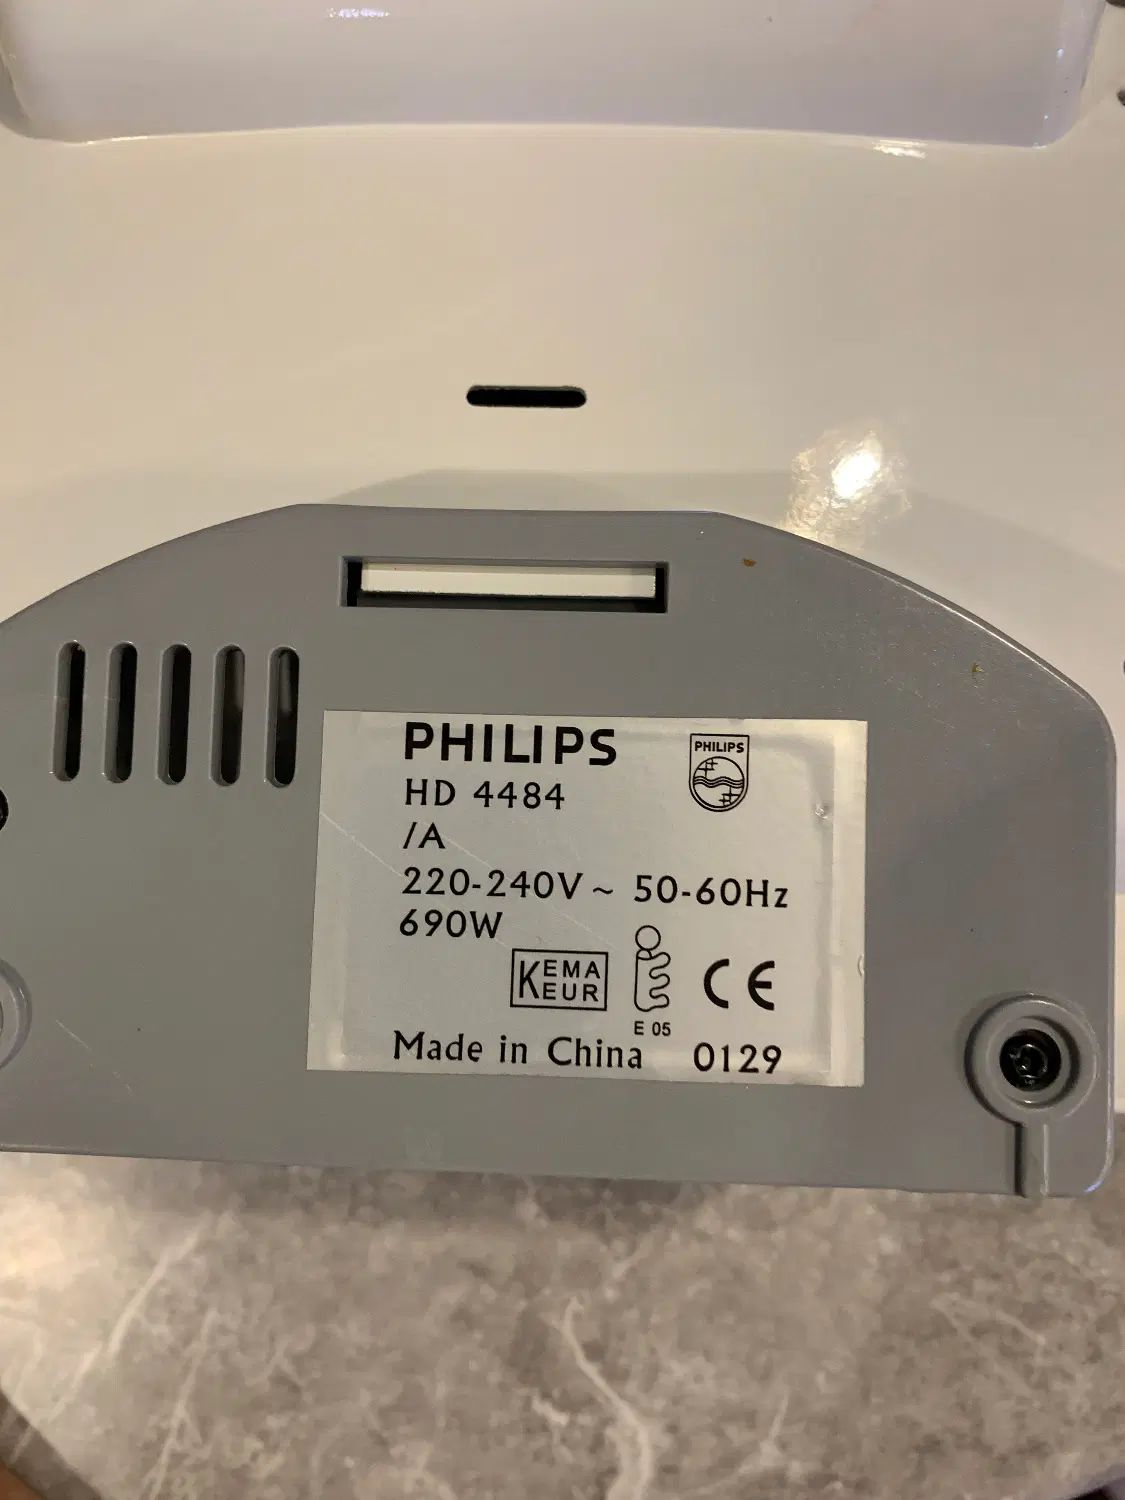 PHILIPS
PHILIPS
HD 4484
/A
220-240V ~ 50-60Hz
690W
KEMA
KEUR
CE
E 05
Made in China 0129